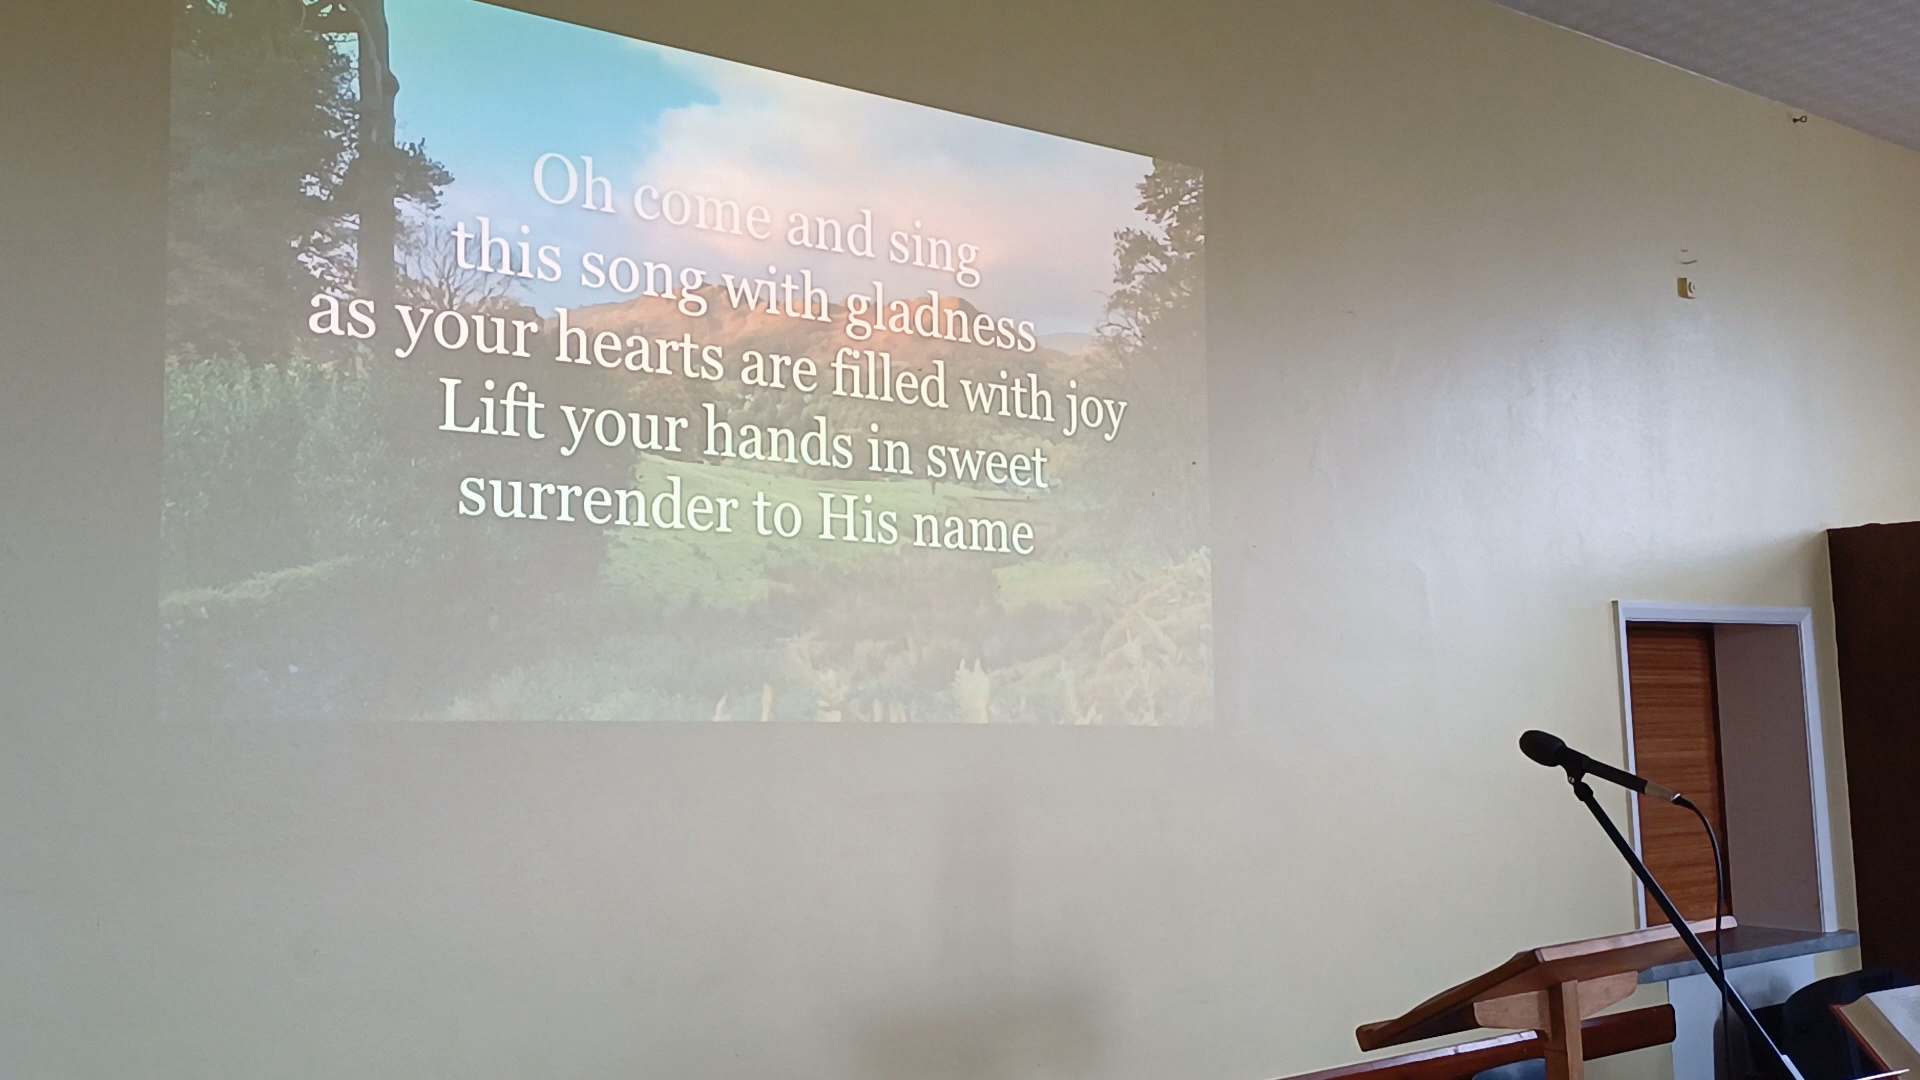 Oh come and sing
this song with gladness
as your hearts are filled with joy
Lift your hands in sweet
surrender to His name